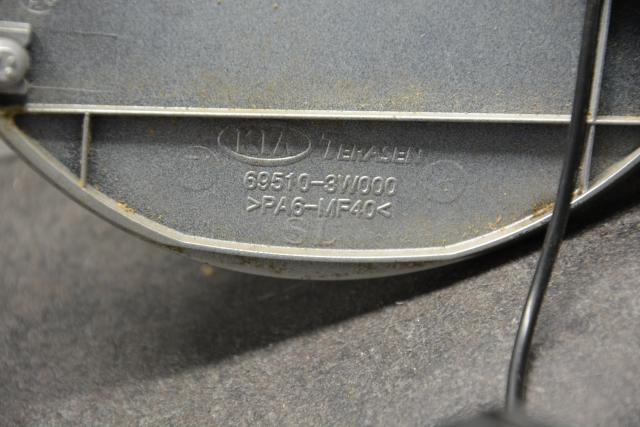 KIA TERASEN
69510-3W000
>PA6-MF40<
SL